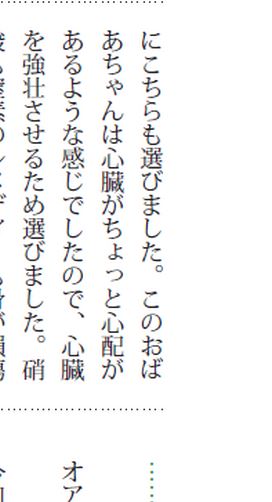 にこちらも選びました。このおば
あちゃんは心臓がちょっと心配が
あるような感じでしたので、心臓
を強壮させるため選びました。硝
オア